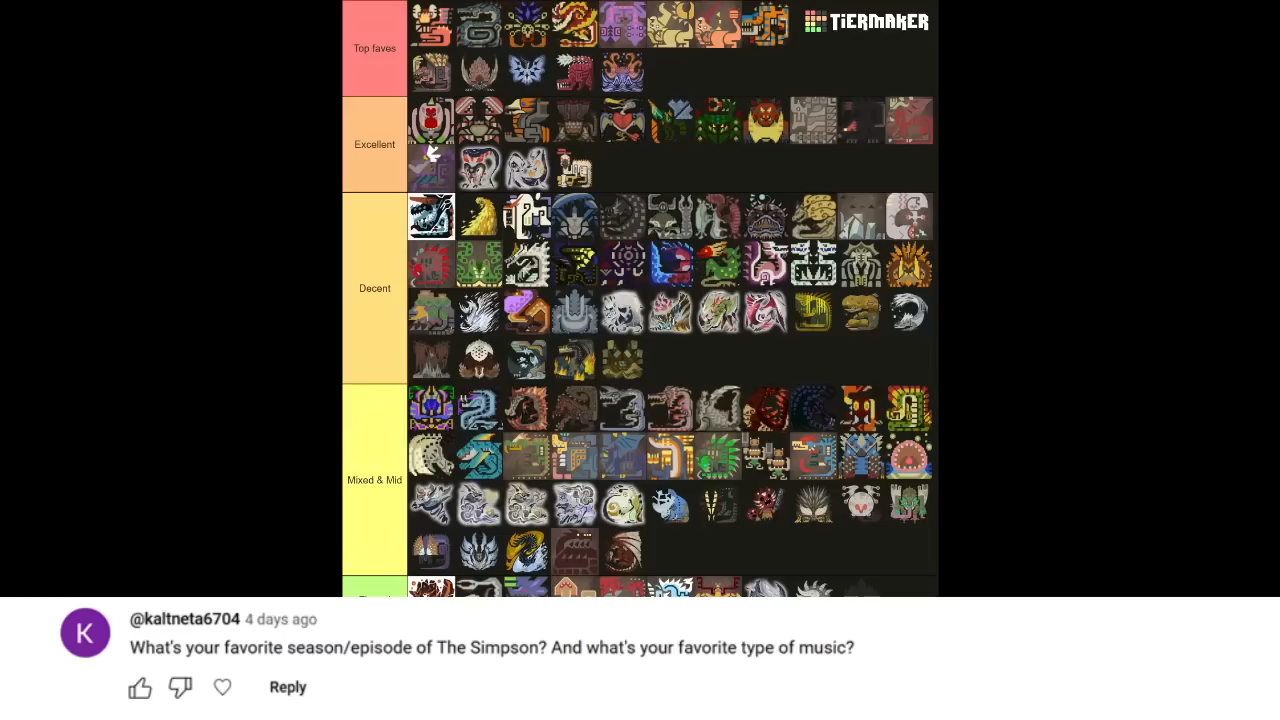 Top faves
TiERMAKER
Excellent
Decent
Mixed & Mid
@kaltneta6704 4 days ago
What's your favorite season/episode of The Simpson? And what's your favorite type of music?
Reply
K